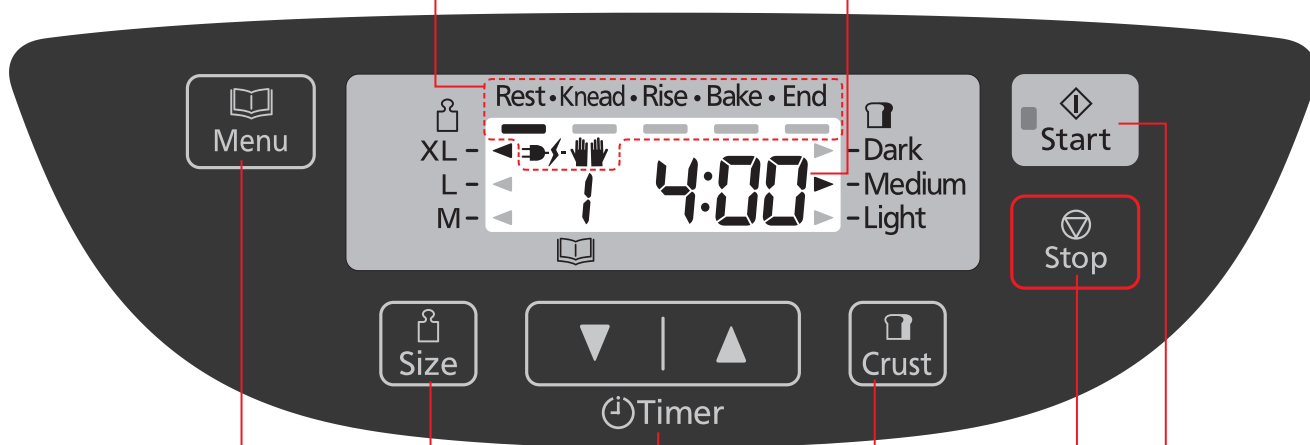 Menu
Rest • Knead • Rise • Bake • End
XL
L
M
1 4:00
Dark
Medium
Light
Start
Stop
Size
Crust
Timer